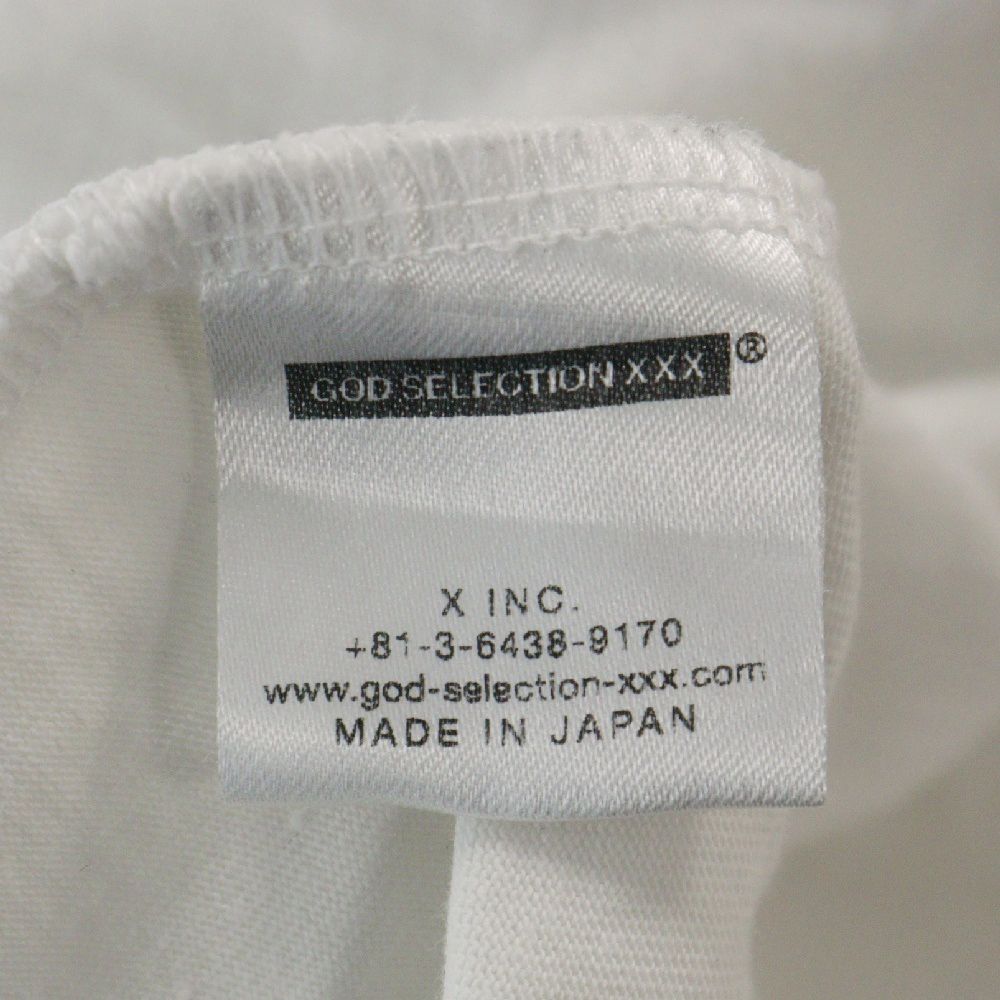 GOD SELECTION XXX®
X INC.
+81-3-6438-9170
www.god-selection-xxx.com
MADE IN JAPAN